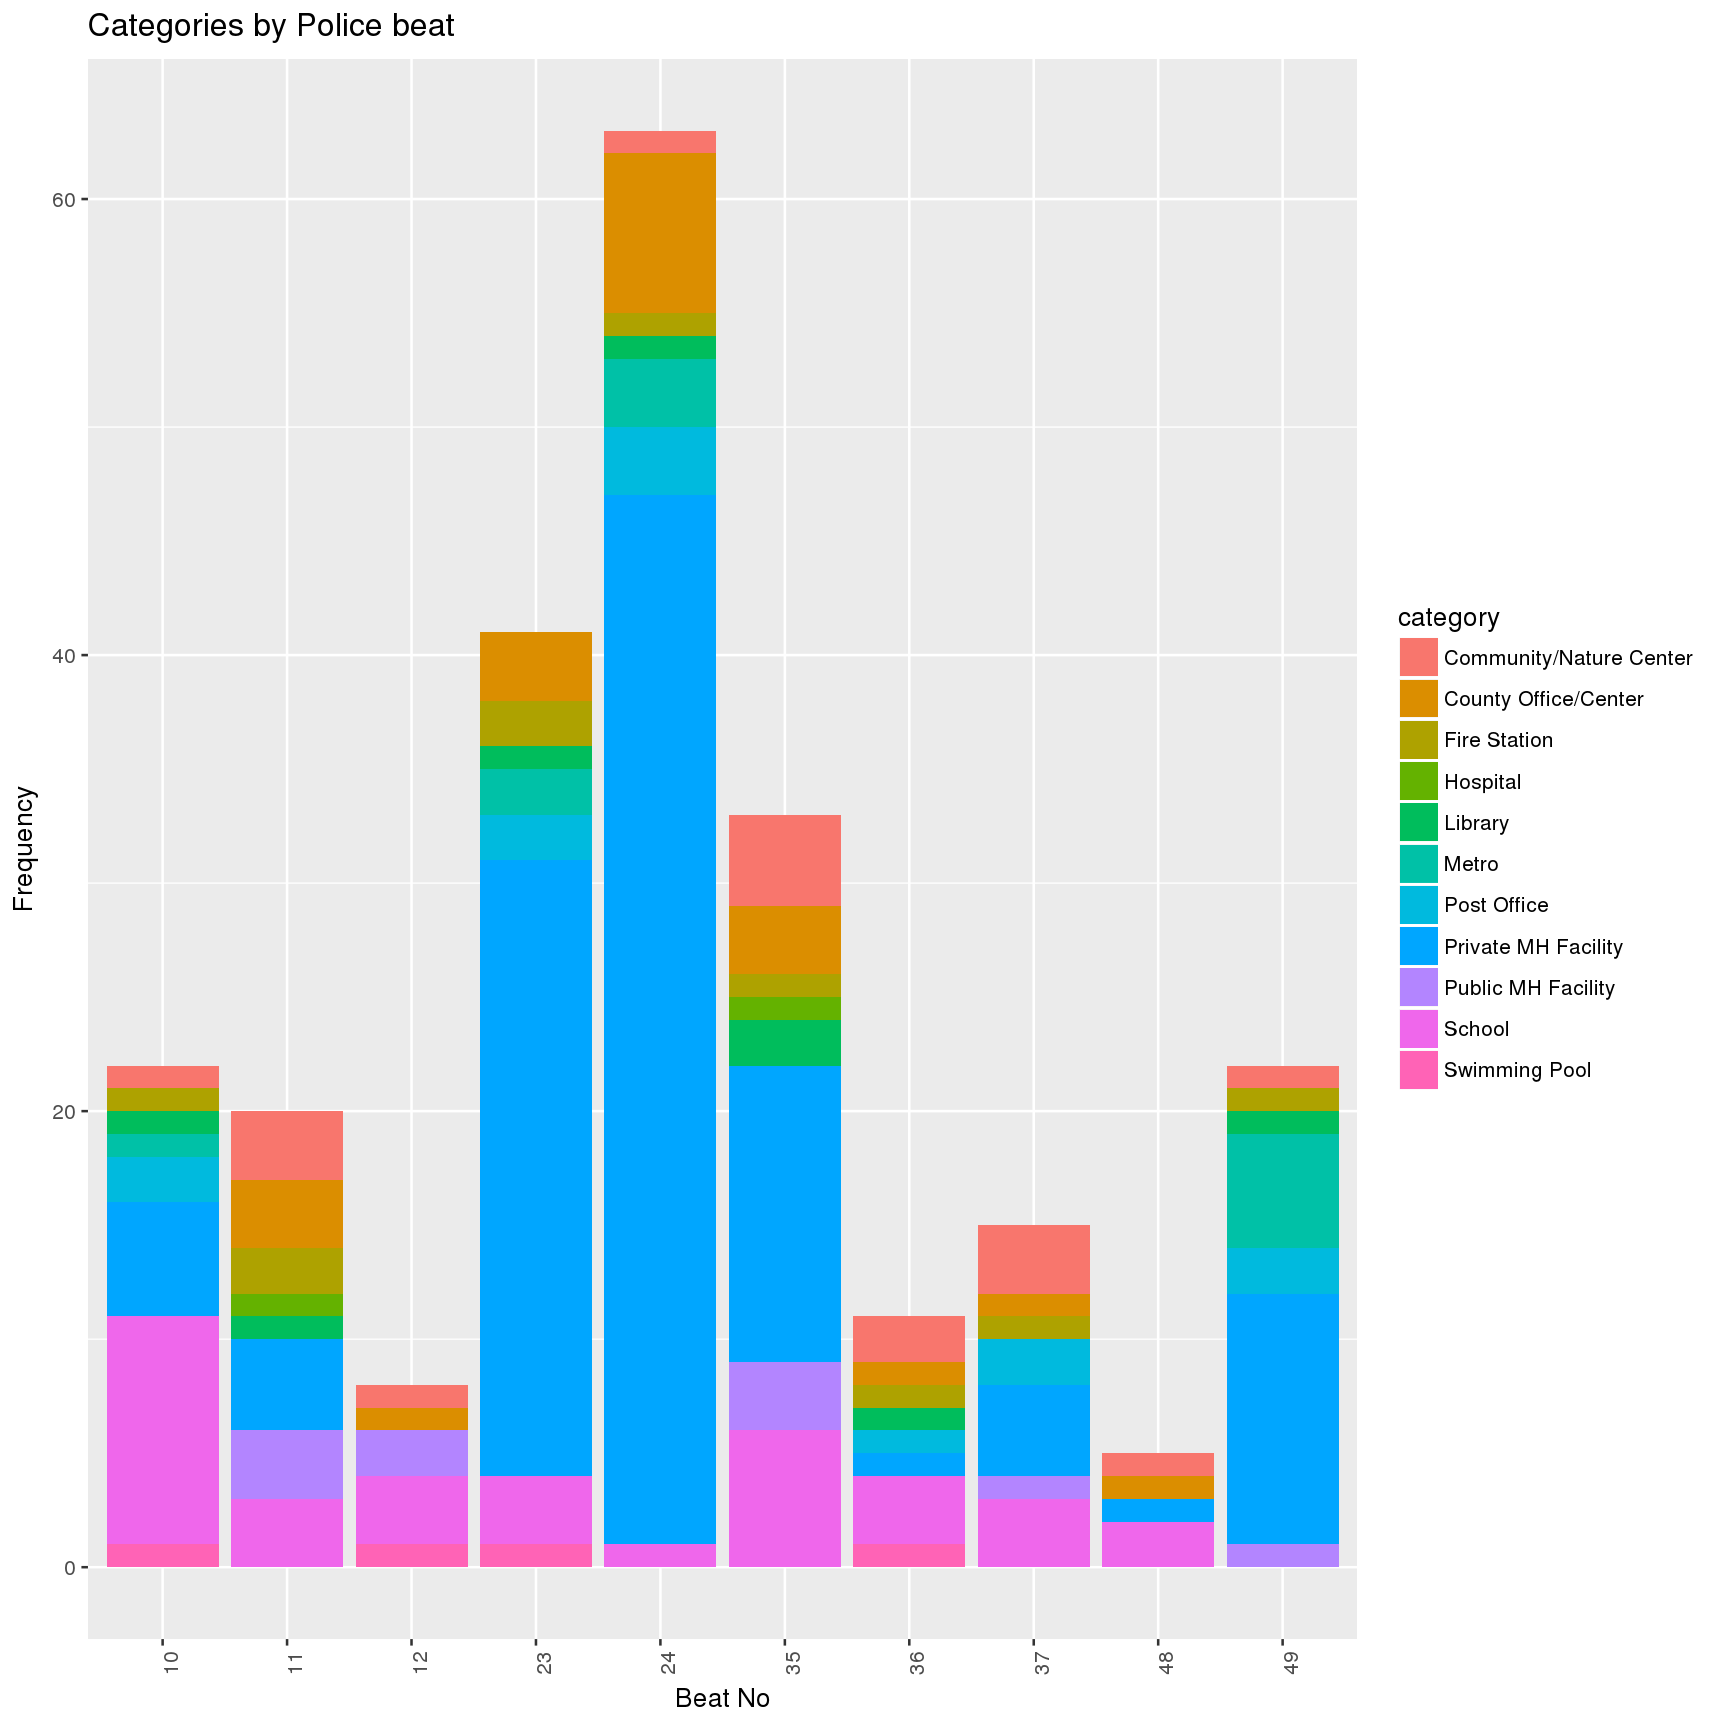 Categories by Police beat
60
40
20
0
Frequency
10
11
12
23
24
35
36
37
48
49
Beat No
category
Community/Nature Center
County Office/Center
Fire Station
Hospital
Library
Metro
Post Office
Private MH Facility
Public MH Facility
School
Swimming Pool